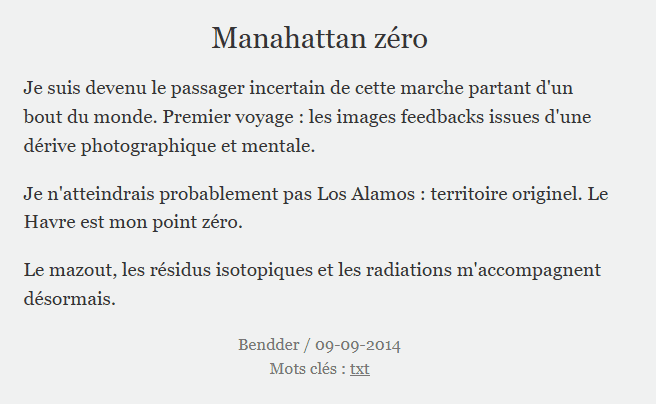 Manahattan zéro
Je suis devenu le passager incertain de cette marche partant d'un
bout du monde. Premier voyage : les images feedbacks issues d'une
dérive photographique et mentale.
Je n'atteindrais probablement pas Los Alamos : territoire originel. Le
Havre est mon point zéro.
Le mazout, les résidus isotopiques et les radiations m'accompagnent
désormais.
Bendder / 09-09-2014
Mots clés : txt